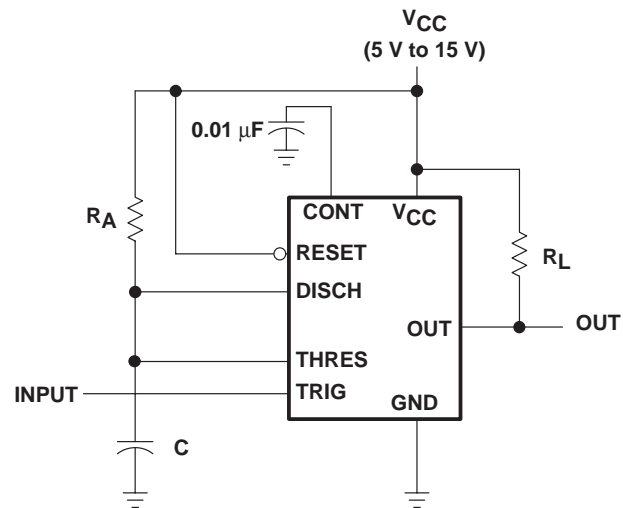 VCC
(5 V to 15 V)
0.01 μF
RA
CONT
VCC
RESET
DISCH
RL
OUT
OUT
THRES
INPUT
TRIG
GND
C